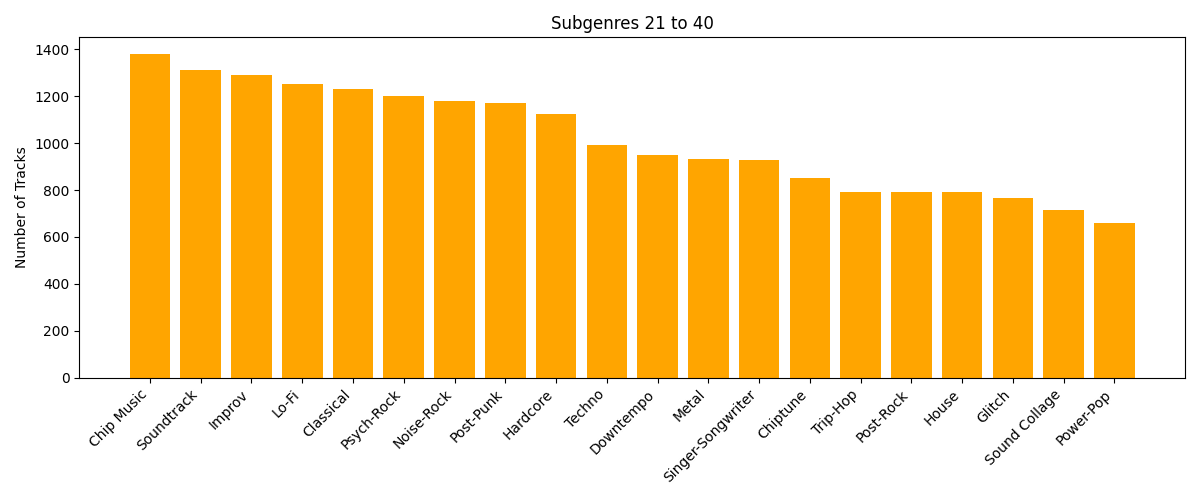 Subgenres 21 to 40
Number of Tracks
1400
1200
1000
800
600
400
200
0
Chip Music
Soundtrack
Improv
Lo-Fi
Classical
Psych-Rock
Noise-Rock
Post-Punk
Hardcore
Techno
Downtempo
Metal
Singer-Songwriter
Chiptune
Trip-Hop
Post-Rock
House
Glitch
Sound Collage
Power-Pop